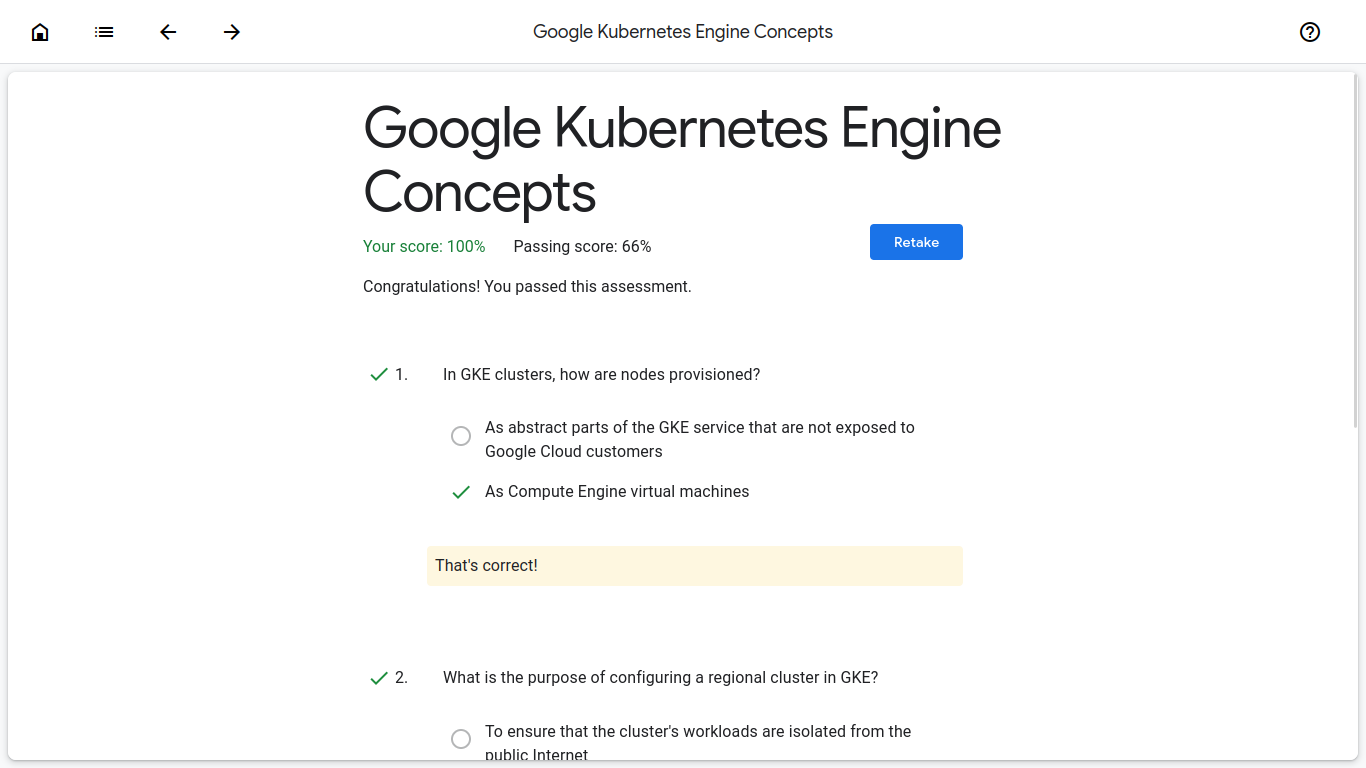 Google Kubernetes Engine Concepts
Google Kubernetes Engine
Concepts
Your score: 100% Passing score: 66%
Retake
Congratulations! You passed this assessment.
1. In GKE clusters, how are nodes provisioned?
As abstract parts of the GKE service that are not exposed to
Google Cloud customers
As Compute Engine virtual machines
That's correct!
2. What is the purpose of configuring a regional cluster in GKE?
To ensure that the cluster's workloads are isolated from the
public Internet